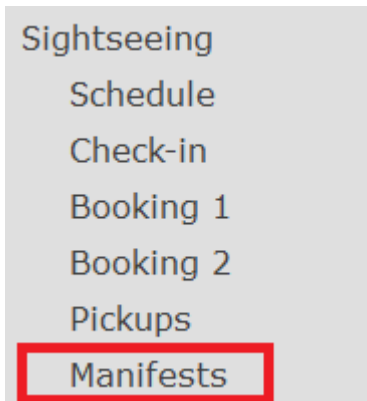 Sightseeing
Schedule
Check-in
Booking 1
Booking 2
Pickups
Manifests